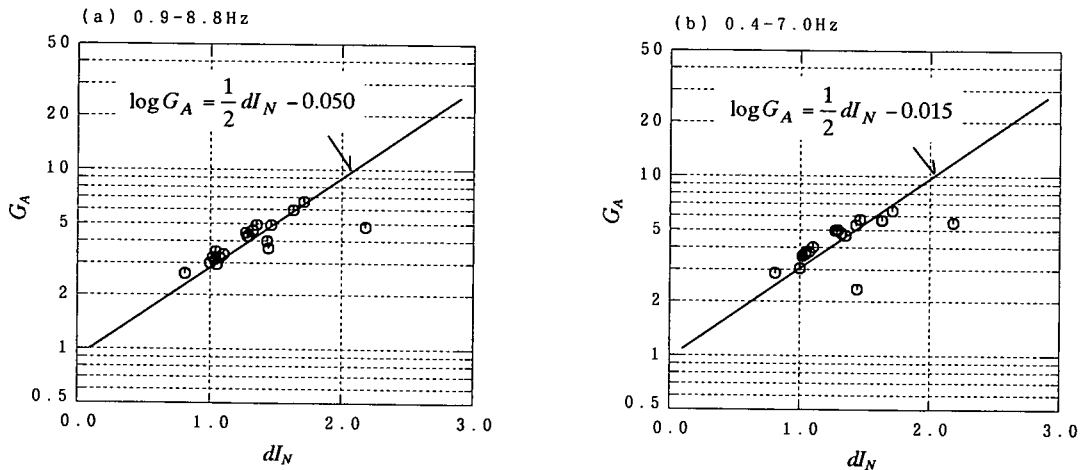 (a) 0.9-8.8Hz
50
20
10
5
2
1
0.5
G_A
log G_A = 1/2 dI_N - 0.050
0.0 1.0 2.0 3.0
dI_N
(b) 0.4-7.0Hz
50
20
10
5
2
1
0.5
G_A
log G_A = 1/2 dI_N - 0.015
0.0 1.0 2.0 3.0
dI_N